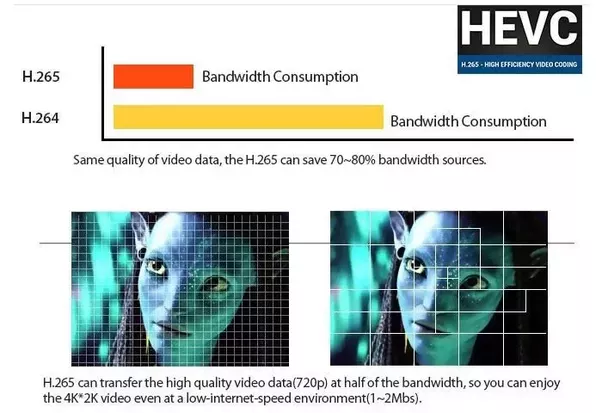 HEVC
H.265 - HIGH EFFICIENCY VIDEO CODING
H.265 Bandwidth Consumption
H.264 Bandwidth Consumption
Same quality of video data, the H.265 can save 70~80% bandwidth sources.
H.265 can transfer the high quality video data(720p) at half of the bandwidth, so you can enjoy
the 4K*2K video even at a low-internet-speed environment(1~2Mbs).